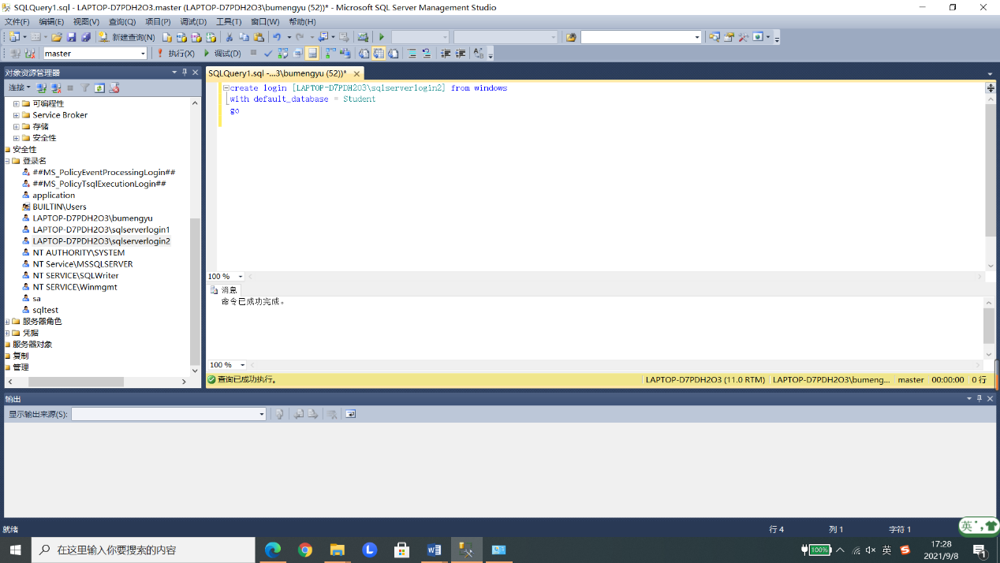 SQLQuery1.sql - LAPTOP-D7PDH2O3.master (LAPTOP-D7PDH2O3\bumengyu (52))* - Microsoft SQL Server Management Studio
文件(F) 编辑(E) 视图(V) 查询(Q) 项目(P) 调试(D) 工具(T) 窗口(W) 帮助(H)
新建查询(N)
master 执行(X) 调试(D)
对象资源管理器
连接
可编程性
Service Broker
存储
安全性
安全性
登录名
##MS_PolicyEventProcessingLogin##
##MS_PolicyTsqlExecutionLogin##
application
BUILTIN\Users
LAPTOP-D7PDH2O3\bumengyu
LAPTOP-D7PDH2O3\sqlserverlogin1
LAPTOP-D7PDH2O3\sqlserverlogin2
NT AUTHORITY\SYSTEM
NT Service\MSSQLSERVER
NT SERVICE\SQLWriter
NT SERVICE\Winmgmt
sa
sqltest
服务器角色
凭据
服务器对象
复制
管理
SQLQuery1.sql -...3\bumengyu (52))*
create login [LAPTOP-D7PDH2O3\sqlserverlogin2] from windows
with default_database = Student
go
100 %
消息
命令已成功完成。
100 %
查询已成功执行。 LAPTOP-D7PDH2O3 (11.0 RTM) LAPTOP-D7PDH2O3\bumeng... master 00:00:00 0 行
输出
显示输出来源(S):
就绪 行 4 列 1 字符 1
英
在这里输入你要搜索的内容
100% 英 17:28
2021/9/8
1